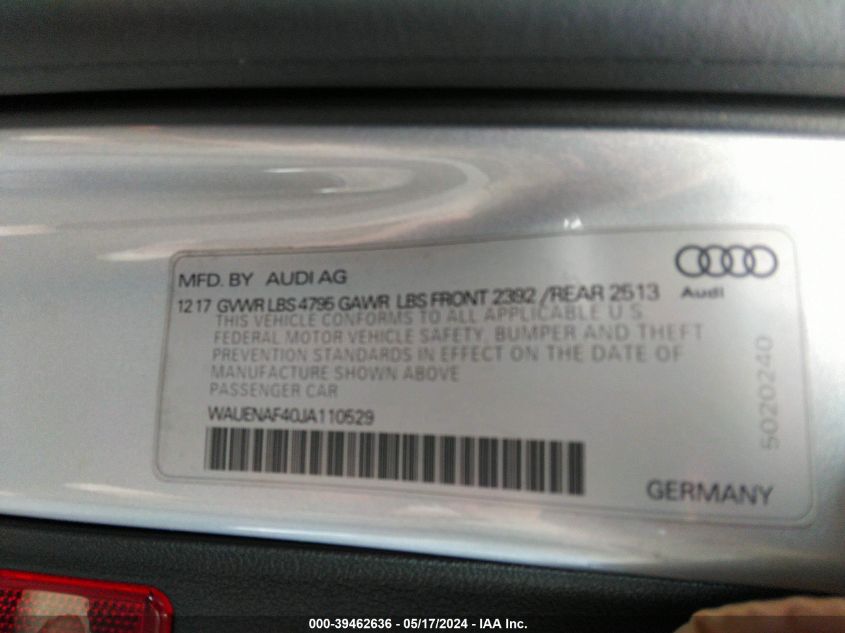 MFD. BY AUDI AG
Audi
12 17 GVWR LBS 4795 GAWR LBS FRONT 2392 /REAR 2513
THIS VEHICLE CONFORMS TO ALL APPLICABLE U S
FEDERAL MOTOR VEHICLE SAFETY, BUMPER AND THEFT
PREVENTION STANDARDS IN EFFECT ON THE DATE OF
MANUFACTURE SHOWN ABOVE
PASSENGER CAR
WAUENAF40JA110529
5020240
GERMANY
000-39462636 - 05/17/2024 - IAA Inc.